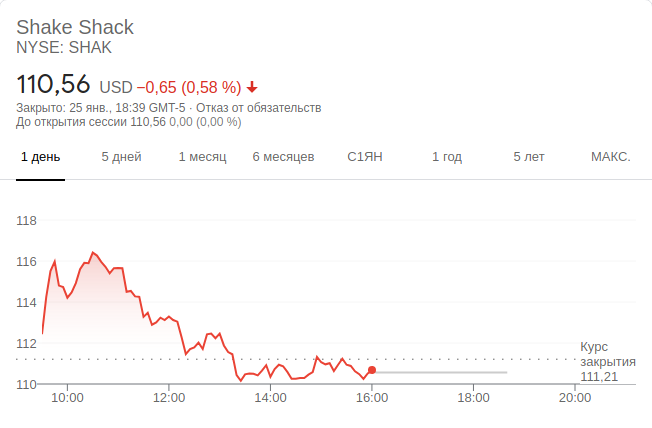 Shake Shack
NYSE: SHAK
110,56 USD −0,65 (0,58 %)
Закрыто: 25 янв., 18:39 GMT-5 · Отказ от обязательств
До открытия сессии 110,56 0,00 (0,00 %)
1 день 5 дней 1 месяц 6 месяцев С1ЯН 1 год 5 лет МАКС.
118
116
114
112
Курс
закрытия
111,21
110
10:00 12:00 14:00 16:00 18:00 20:00